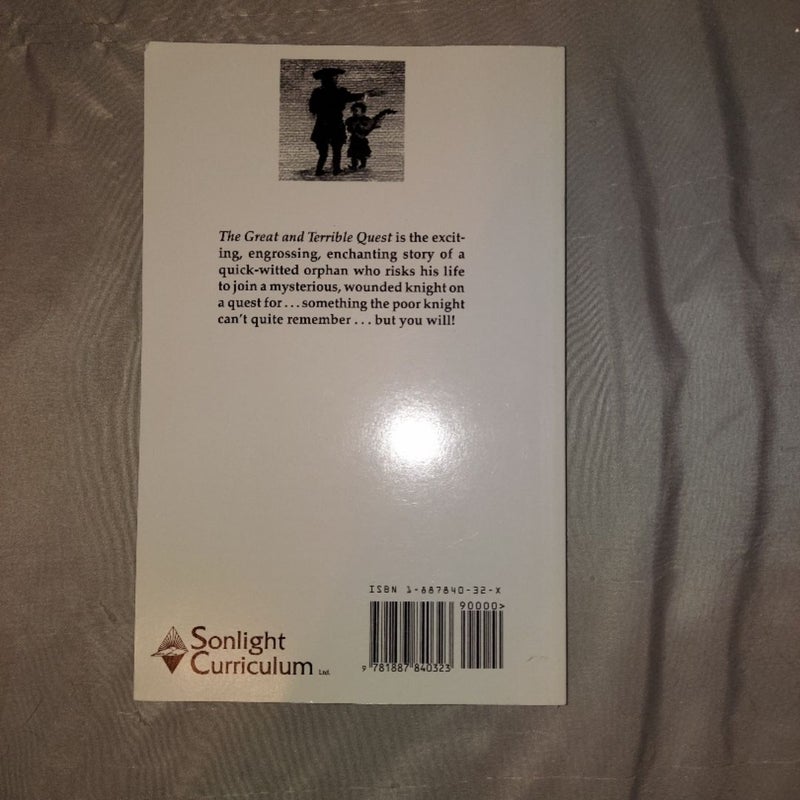 The Great and Terrible Quest is the excit-
ing, engrossing, enchanting story of a
quick-witted orphan who risks his life
to join a mysterious, wounded knight on
a quest for . . . something the poor knight
can't quite remember . . . but you will!
ISBN 1-887840-32-X
90000>
9 781887 840323
Sonlight
Curriculum Ltd.